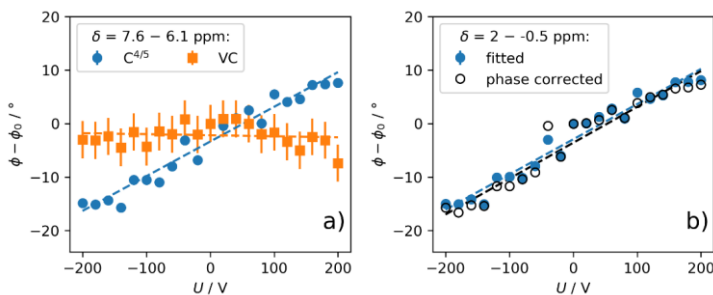 δ = 7.6 − 6.1 ppm:
C4/5 VC
ϕ − ϕ0 / °
20
10
0
−10
−20
−200 −100 0 100 200
U / V
a)
δ = 2 − -0.5 ppm:
fitted
phase corrected
ϕ − ϕ0 / °
20
10
0
−10
−20
−200 −100 0 100 200
U / V
b)